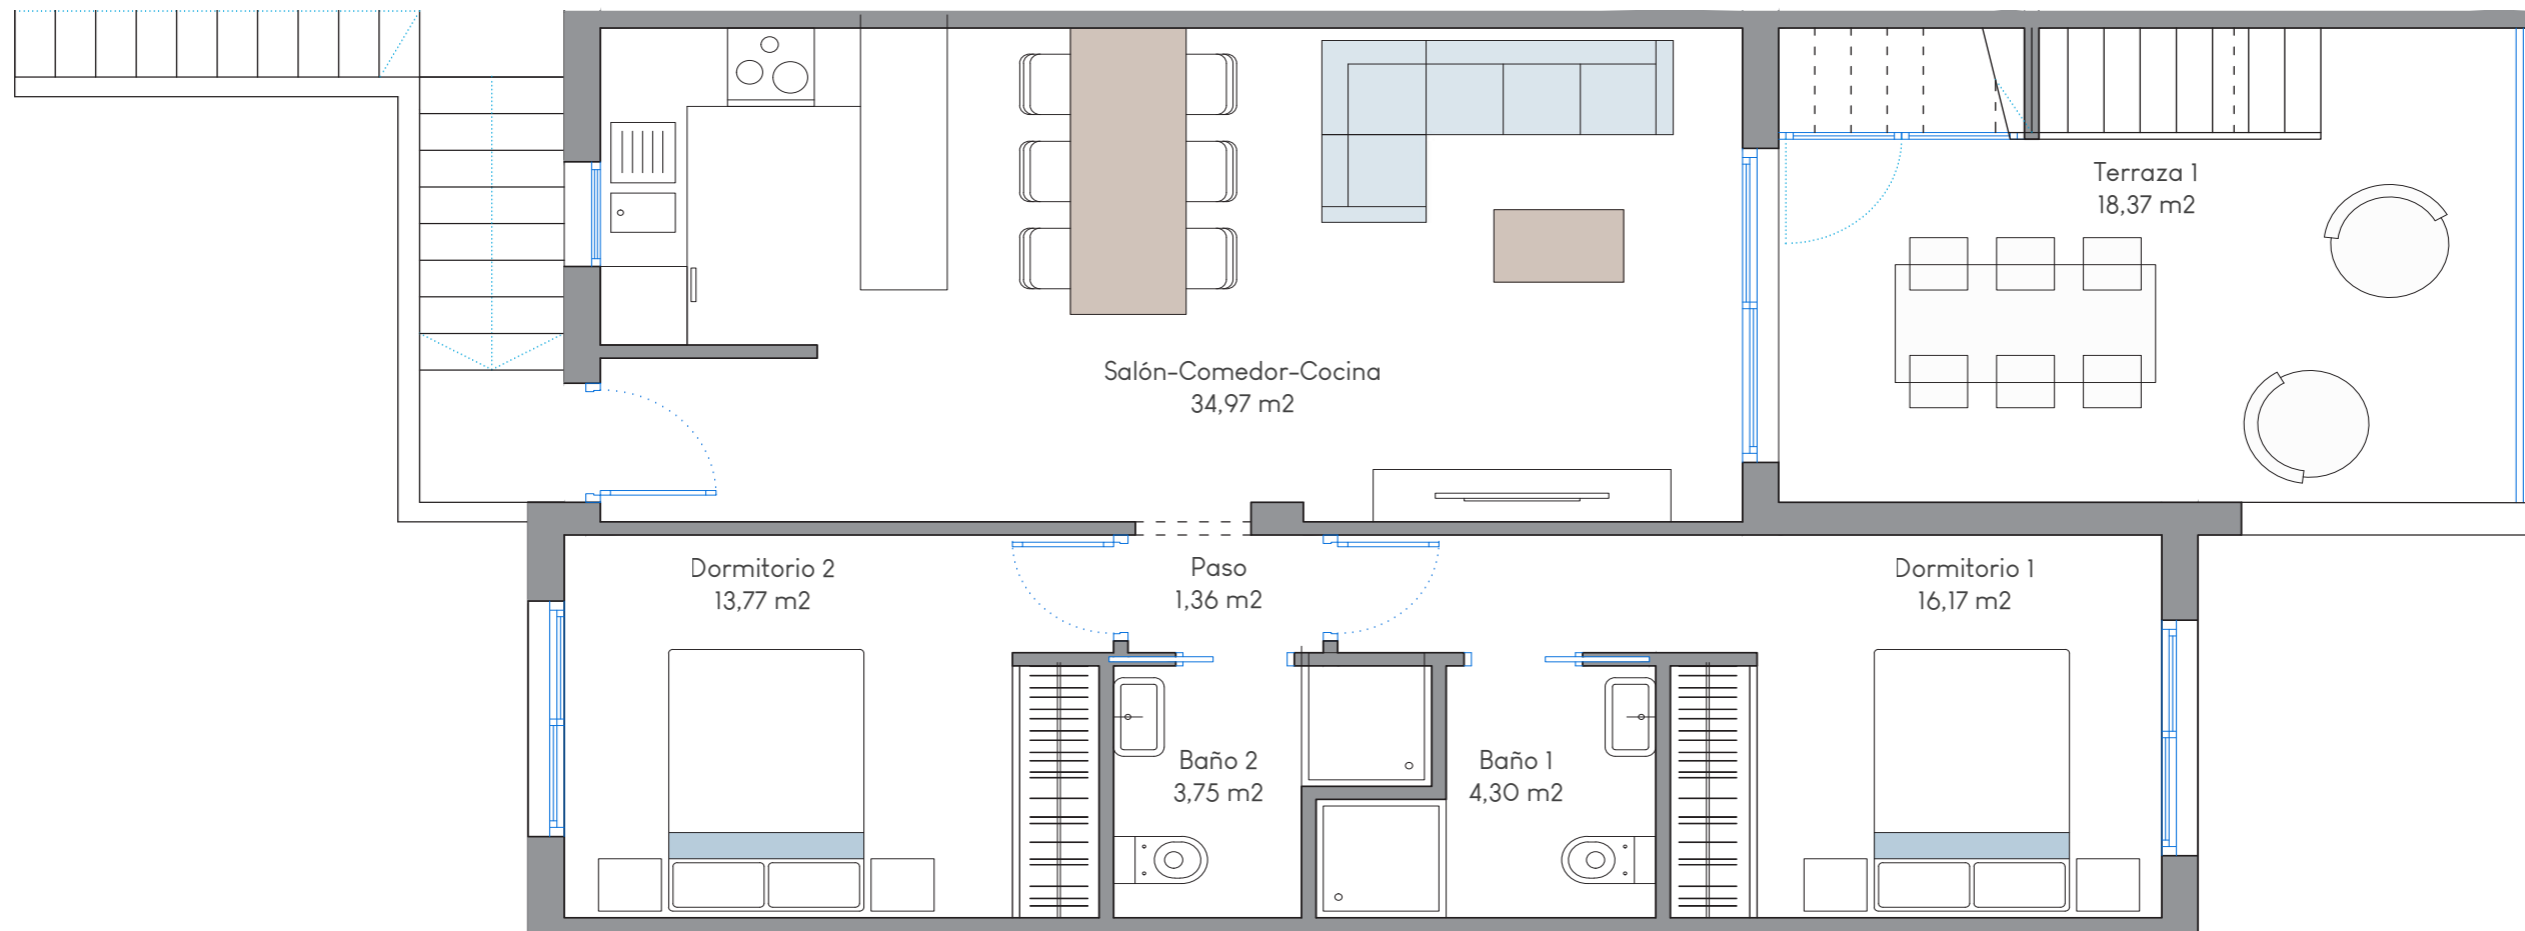 Terraza 1
18,37 m2
Salón-Comedor-Cocina
34,97 m2
Dormitorio 2
13,77 m2
Paso
1,36 m2
Dormitorio 1
16,17 m2
Baño 2
3,75 m2
Baño 1
4,30 m2